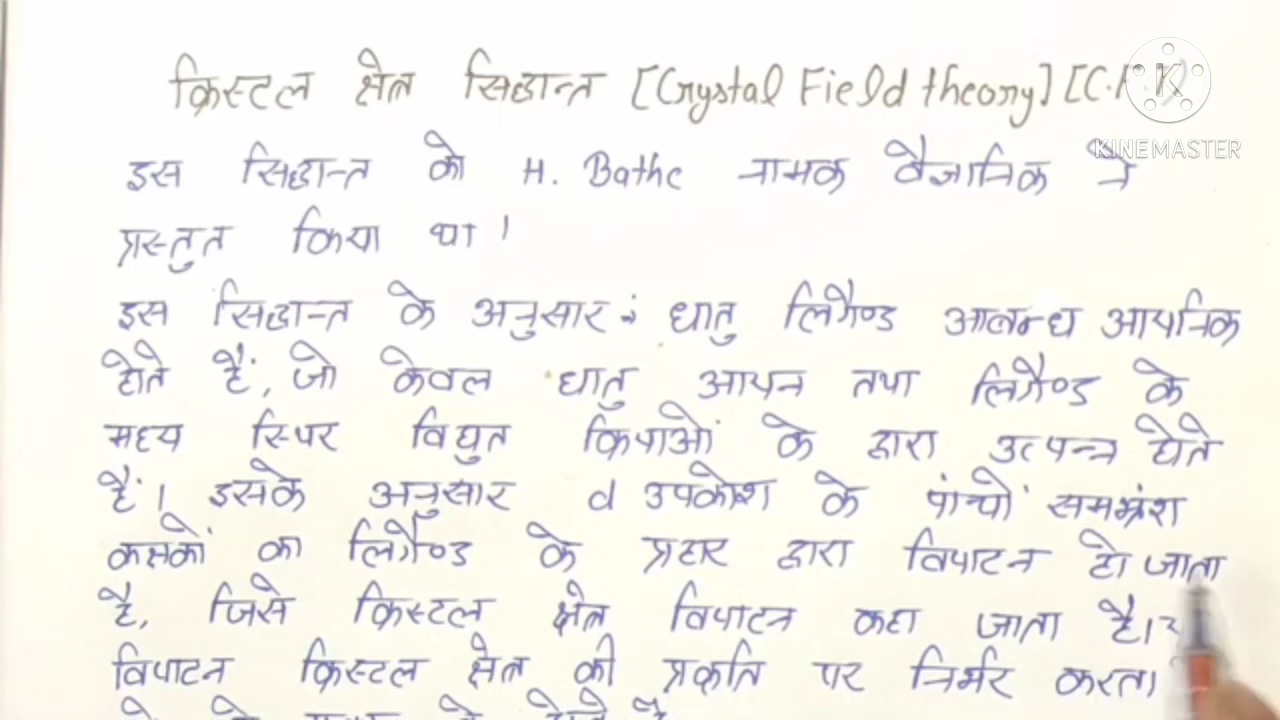 क्रिस्टल क्षेत्र सिद्धान्त [Crystal Field theory] [C.F.
KINEMASTER
इस सिद्धान्त को H. Bathe नामक वैज्ञानिक ने
प्रस्तुत किया था।
इस सिद्धान्त के अनुसार :- धातु लिगैण्ड आबन्ध आयनिक
होते हैं, जो केवल धातु आयन तथा लिगैण्ड के
मध्य स्थिर विद्युत क्रियाओं के द्वारा उत्पन्न होते
हैं। इसके अनुसार d उपकोश के पांचों समभ्रंश
कक्षकों का लिगैण्ड के प्रहार द्वारा विपाटन हो जाता
है, जिसे क्रिस्टल क्षेत्र विपाटन कहा जाता है।
विपाटन क्रिस्टल क्षेत्र की प्रकृति पर निर्भर करता